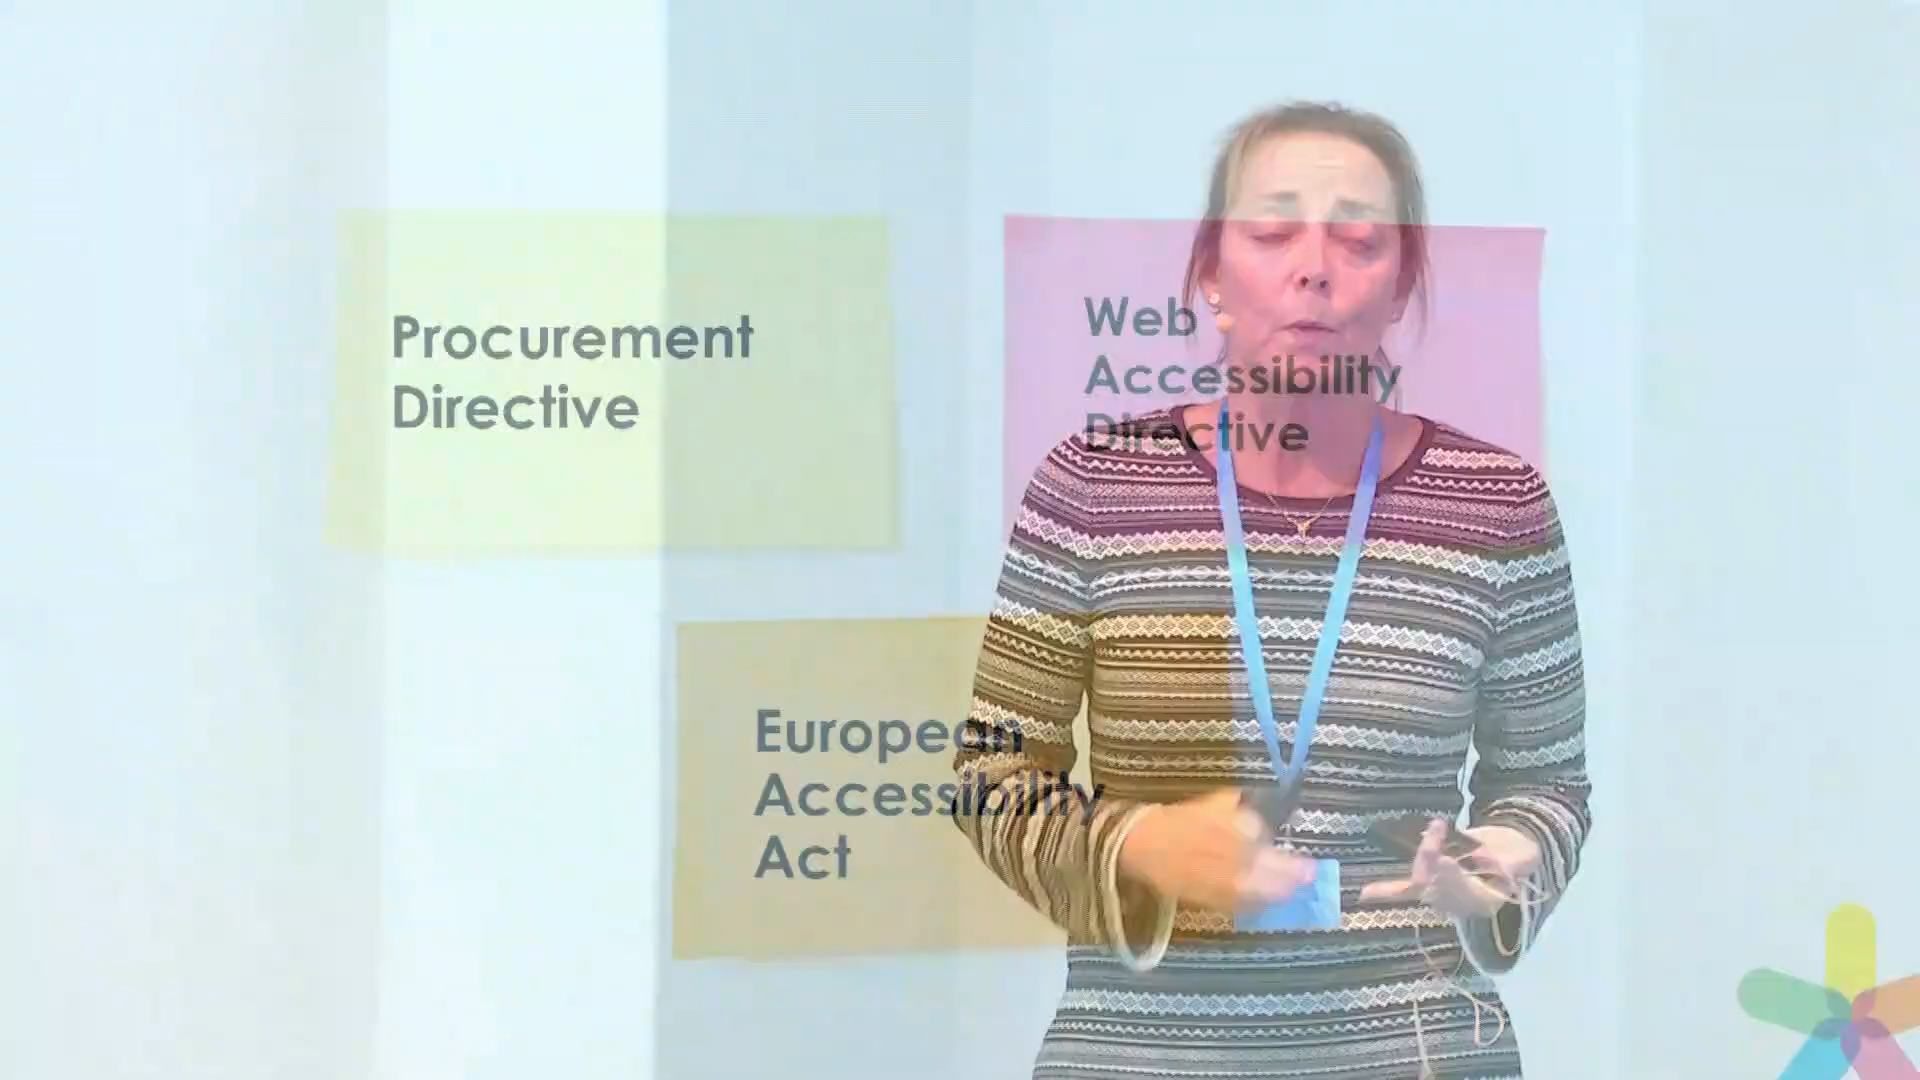 Procurement
Directive
Web
Accessibility
Directive
European
Accessibility
Act